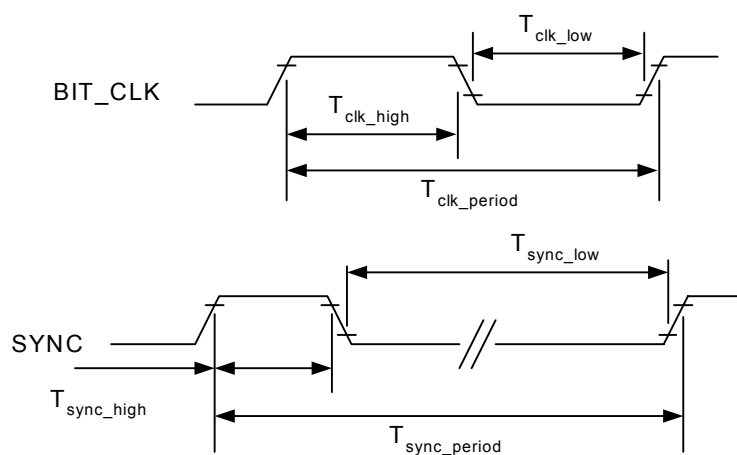 T clk_low
BIT_CLK
T clk_high
T clk_period
T sync_low
SYNC
T sync_high
T sync_period